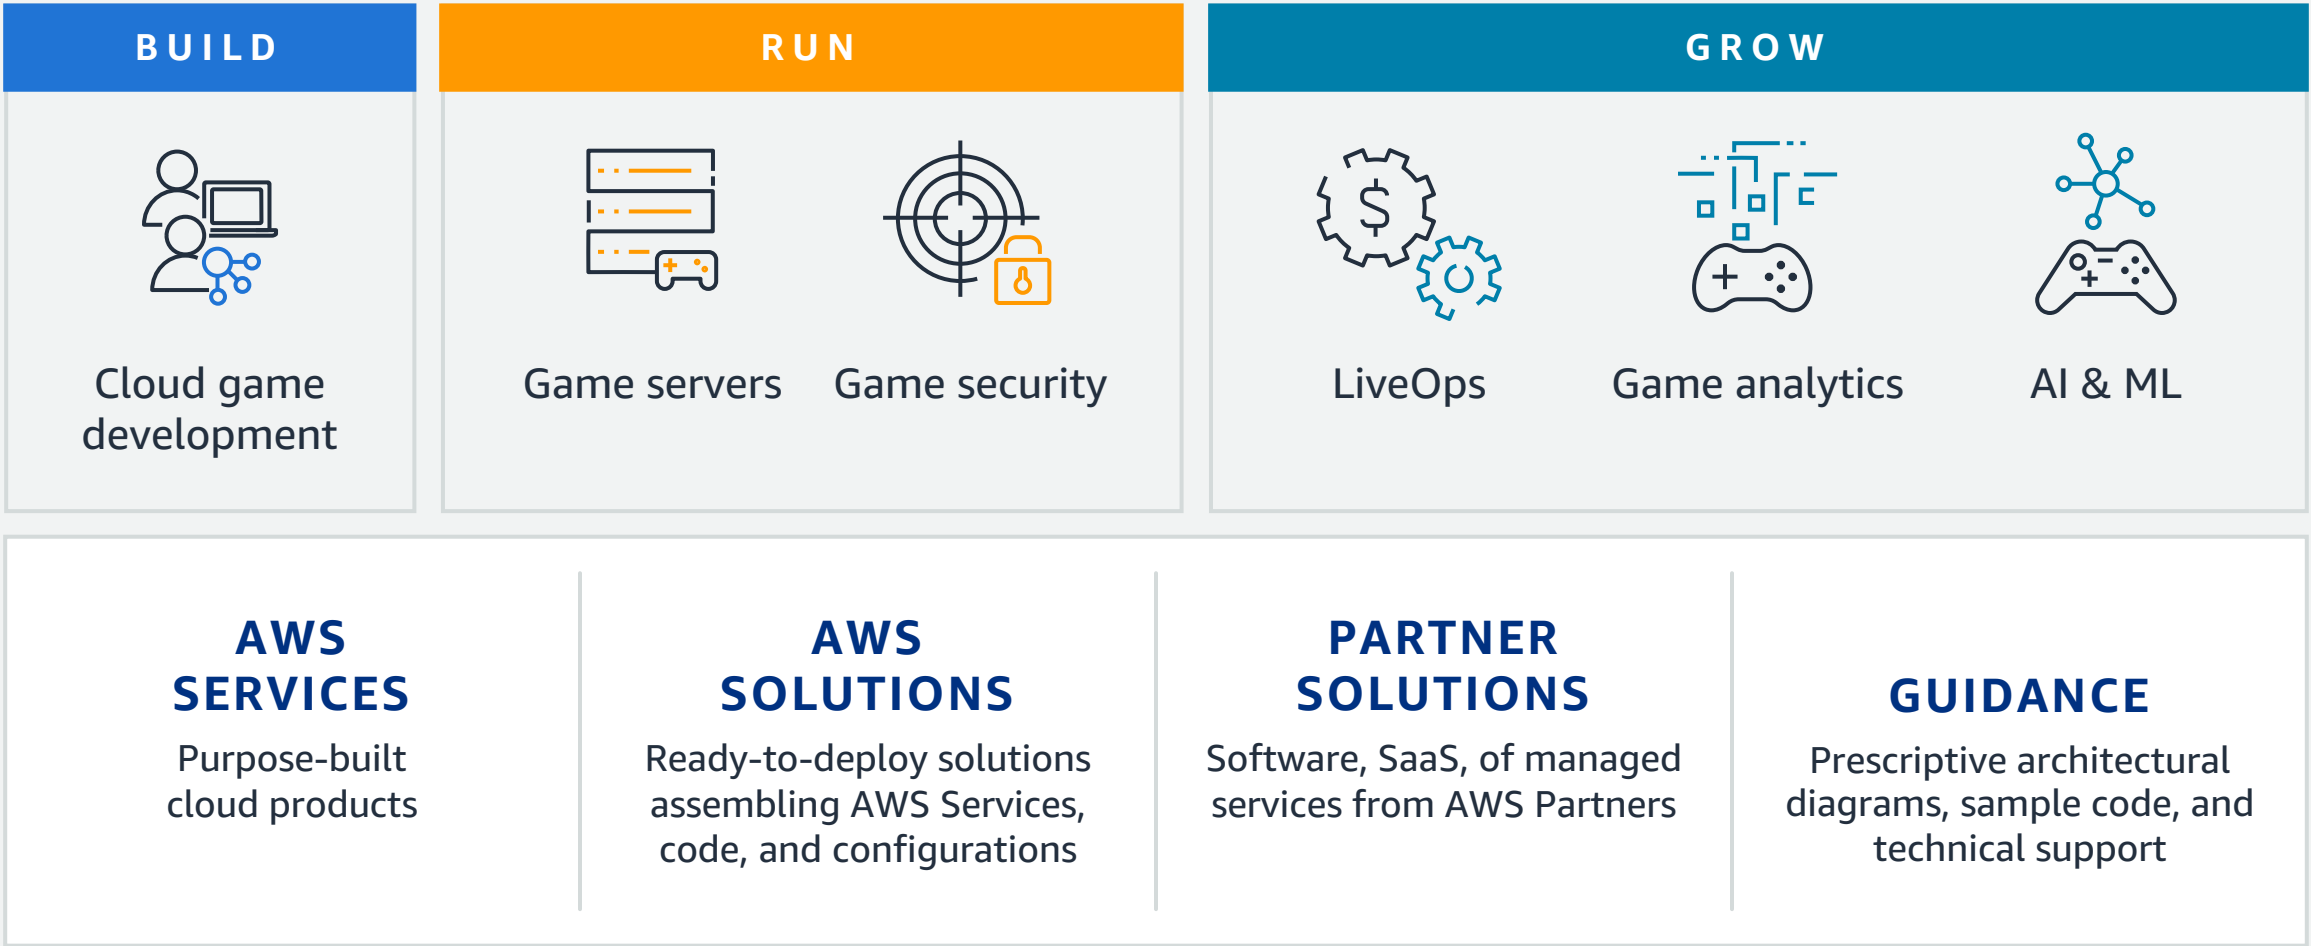 BUILD
RUN
GROW
Cloud game
development
Game servers
Game security
LiveOps
Game analytics
AI & ML
AWS
SERVICES
Purpose-built
cloud products
AWS
SOLUTIONS
Ready-to-deploy solutions
assembling AWS Services,
code, and configurations
PARTNER
SOLUTIONS
Software, SaaS, of managed
services from AWS Partners
GUIDANCE
Prescriptive architectural
diagrams, sample code, and
technical support